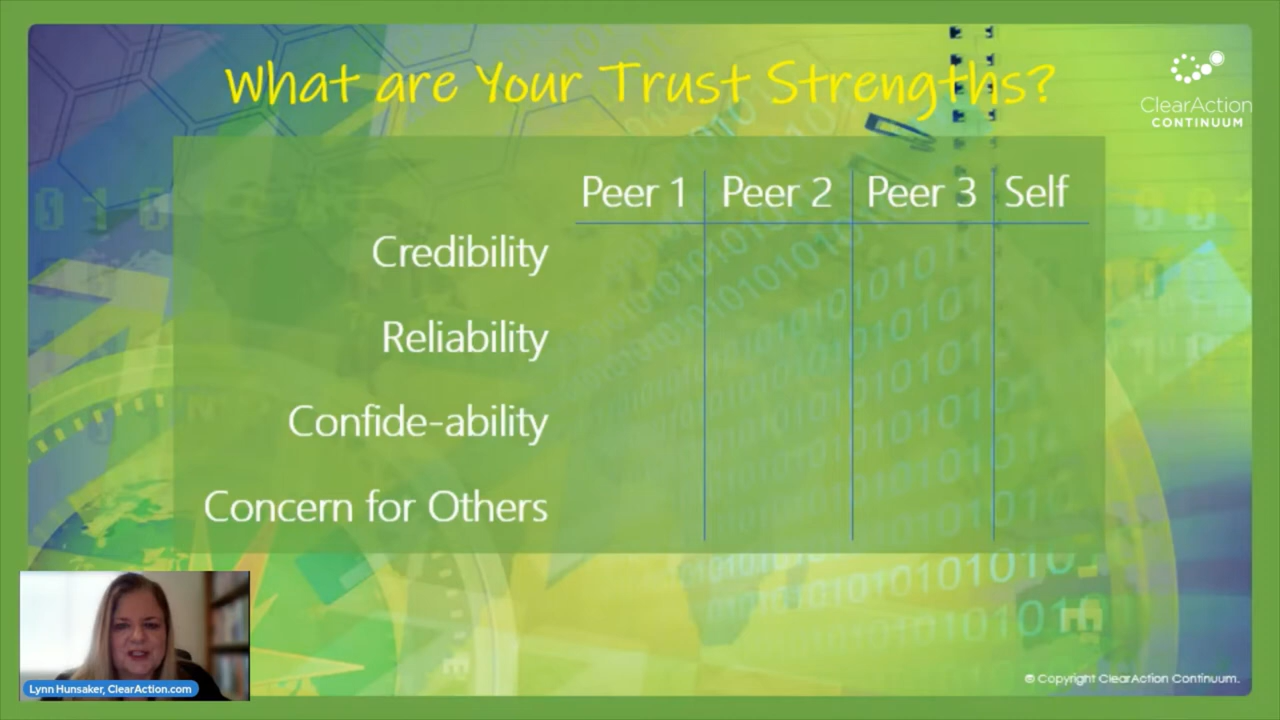 What are Your Trust Strengths?
ClearAction
CONTINUUM
Peer 1 Peer 2 Peer 3 Self
Credibility
Reliability
Confide-ability
Concern for Others
Lynn Hunsaker, ClearAction.com
© Copyright ClearAction Continuum.